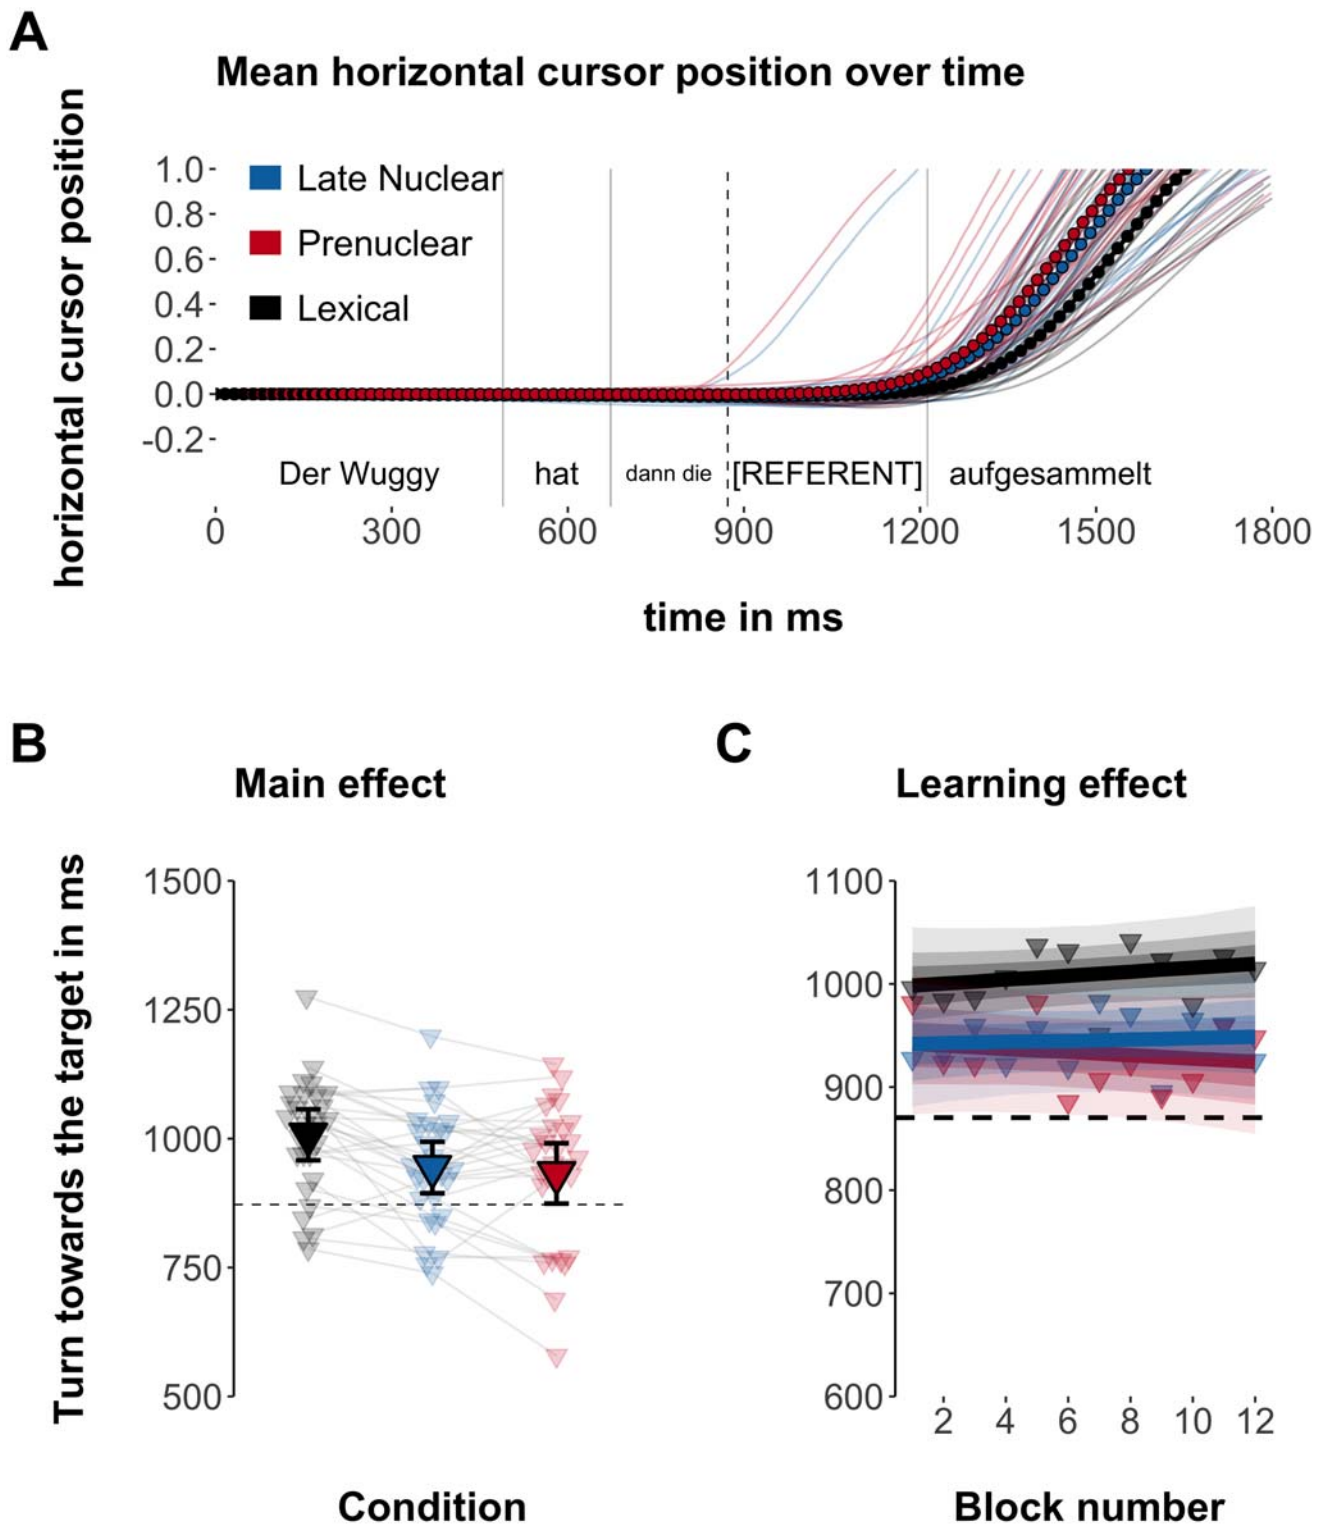 A
Mean horizontal cursor position over time
horizontal cursor position
1.0
0.8
0.6
0.4
0.2
0.0
-0.2
Late Nuclear
Prenuclear
Lexical
Der Wuggy hat dann die [REFERENT] aufgesammelt
0 300 600 900 1200 1500 1800
time in ms
B
Main effect
Turn towards the target in ms
1500
1250
1000
750
500
Condition
C
Learning effect
1100
1000
900
800
700
600
2 4 6 8 10 12
Block number